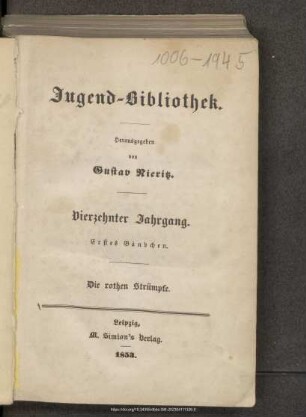 1006-1945
Jugend-Bibliothek.
Herausgegeben
von
Gustav Nieritz.
Vierzehnter Jahrgang.
Erstes Bändchen.
Die rothen Strümpfe.
Leipzig,
M. Simion's Verlag.
1853.